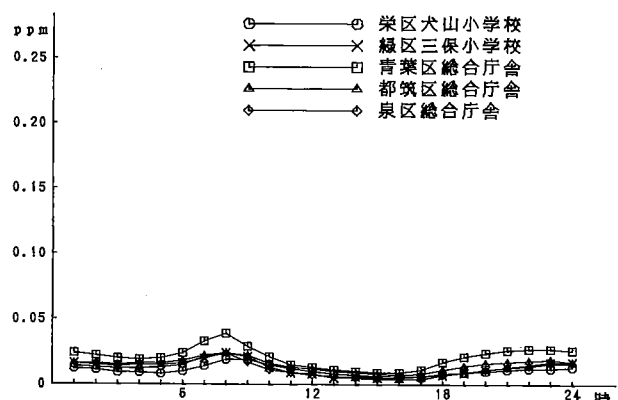 ppm
栄区犬山小学校
緑区三保小学校
青葉区総合庁舎
都筑区総合庁舎
泉区総合庁舎
0.25
0.20
0.15
0.10
0.05
0
6 12 18 24 時